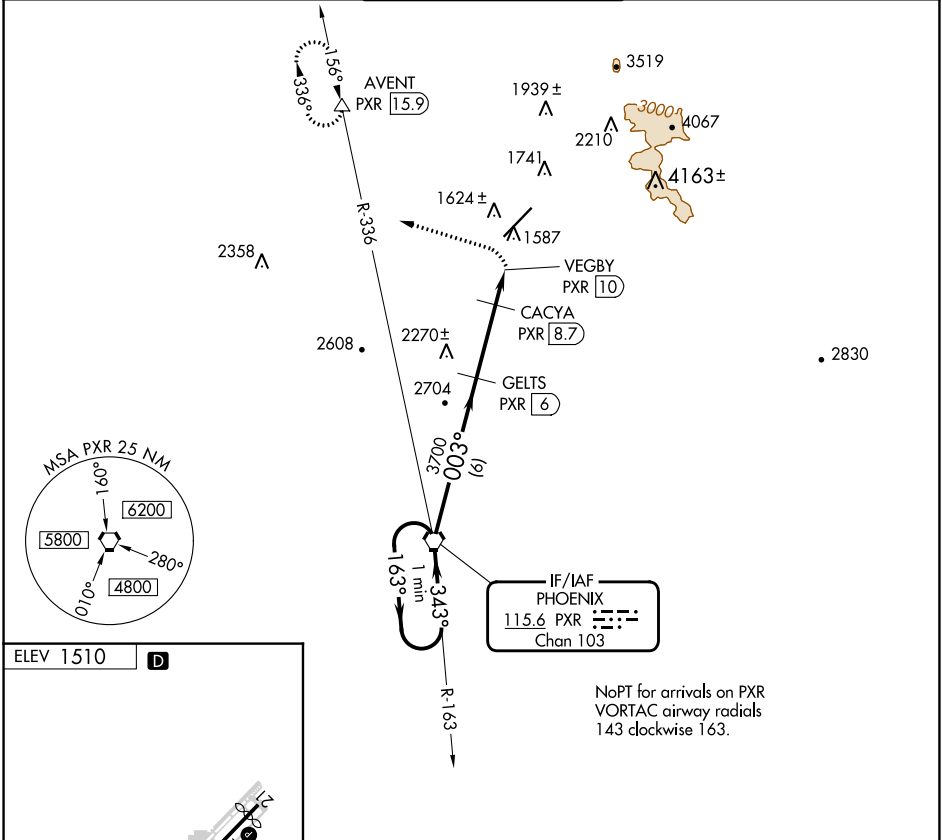 156°
336°
AVENT
PXR 15.9
3519
1939 ±
3000
4067
2210
1741
4163±
1624 ±
1587
R-336
2358
VEGBY
PXR 10
CACYA
PXR 8.7
2270±
2608
2830
GELTS
PXR 6
2704
3700
003°
(6)
MSA PXR 25 NM
160°
6200
5800
280°
4800
010°
163°
1 min
343°
IF/IAF
PHOENIX
115.6 PXR
Chan 103
ELEV 1510 D
R-163
NoPT for arrivals on PXR
VORTAC airway radials
143 clockwise 163.
21
P